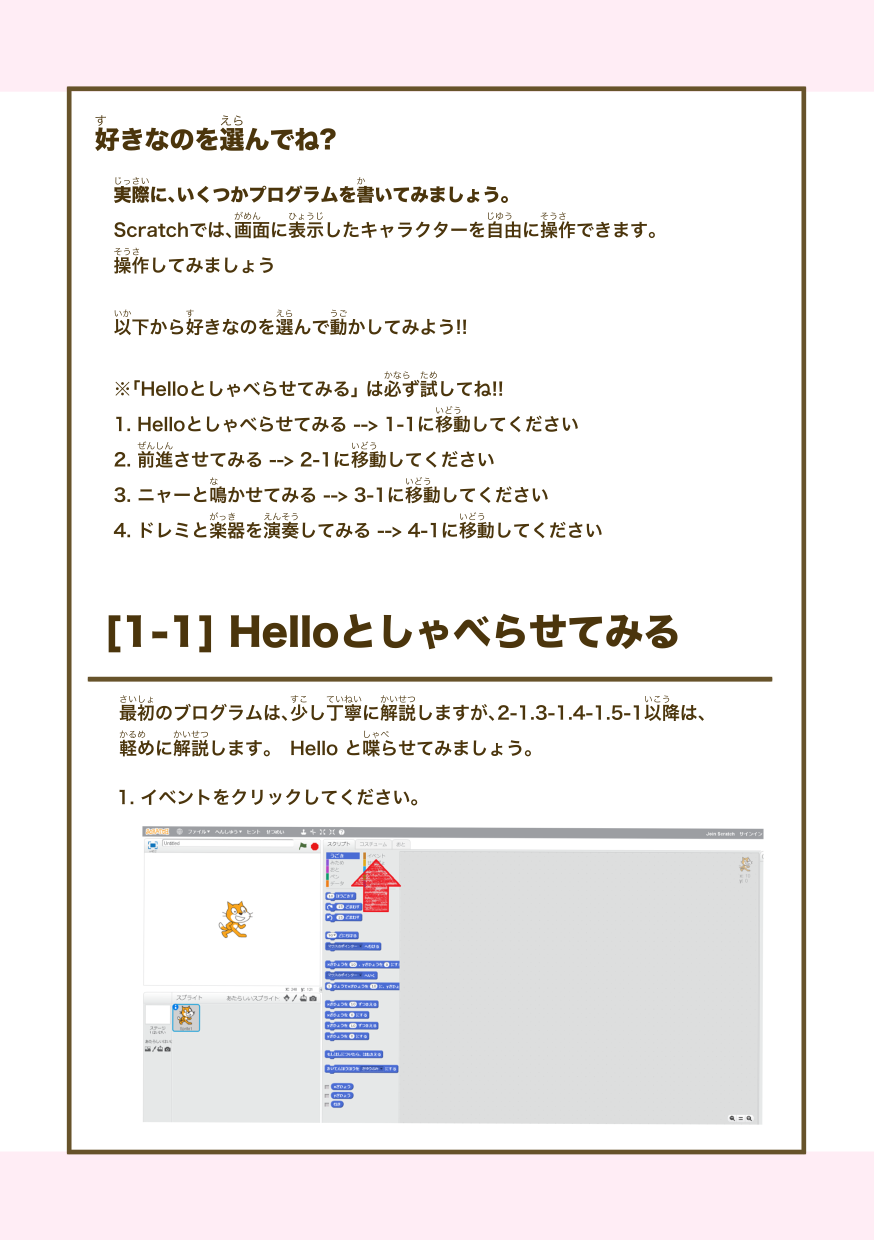 好きなのを選んでね?
実際に、いくつかプログラムを書いてみましょう。
Scratchでは、画面に表示したキャラクターを自由に操作できます。
操作してみましょう
以下から好きなのを選んで動かしてみよう!!
※「Helloとしゃべらせてみる」は必ず試してね!!
1. Helloとしゃべらせてみる --> 1-1に移動してください
2. 前進させてみる --> 2-1に移動してください
3. ニャーと鳴かせてみる --> 3-1に移動してください
4. ドレミと楽器を演奏してみる --> 4-1に移動してください
[1-1] Helloとしゃべらせてみる
最初のブログラムは、少し丁寧に解説しますが、2-1.3-1.4-1.5-1以降は、
軽めに解説します。 Hello と喋らせてみましょう。
1. イベントをクリックしてください。
ファイル▼ へんしゅう▼ ヒント せつめい
Join Scratch サインイン
Untitled
スクリプト コスチューム おと
うごき イベント
ペン
データ
スプライト あたらしいスプライト